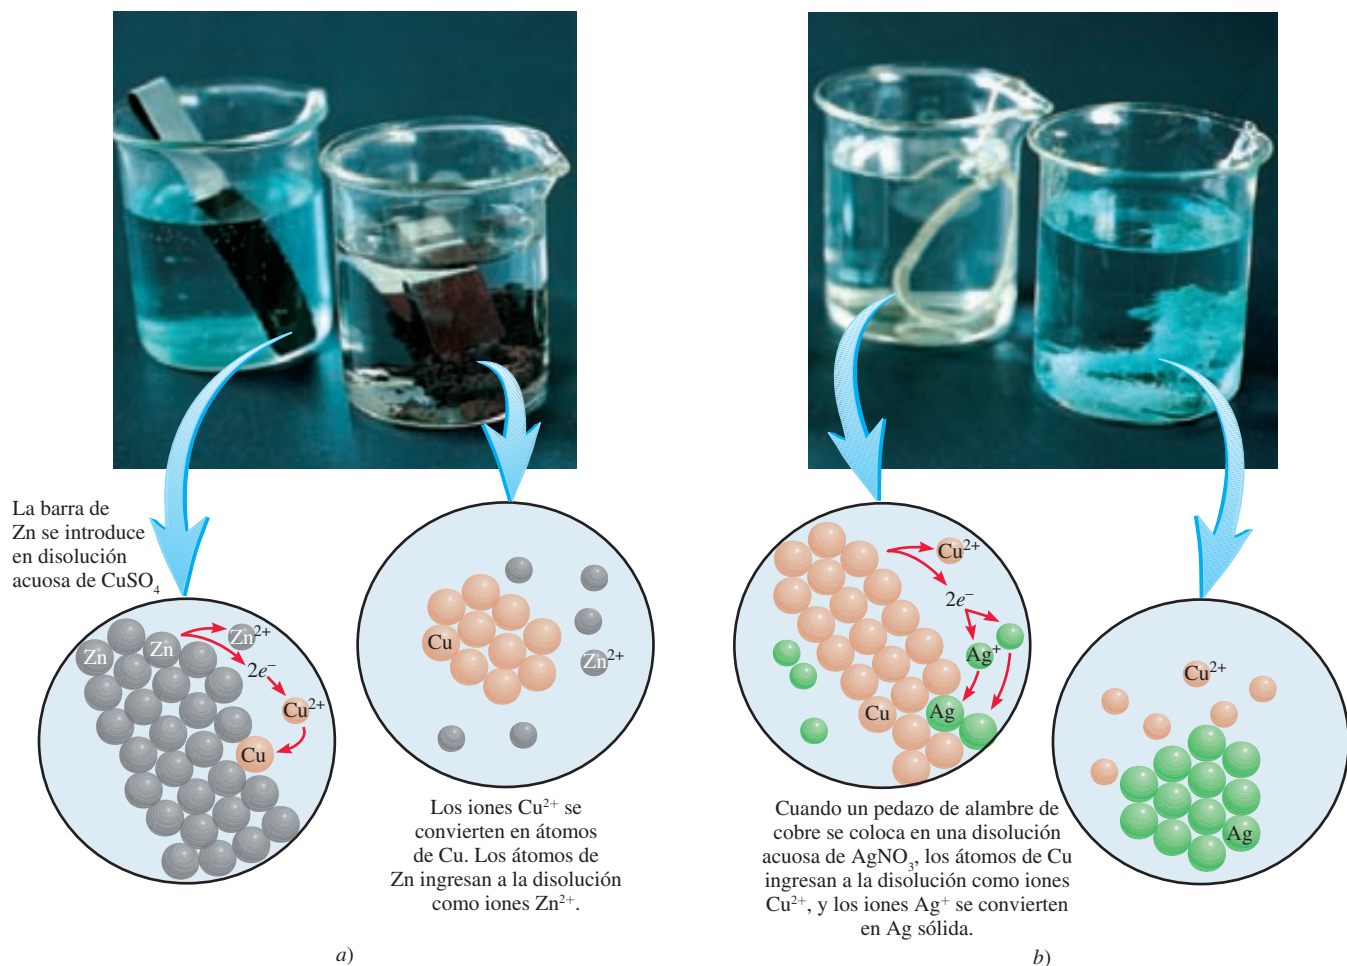 La barra de
Zn se introduce
en disolución
acuosa de CuSO₄
Zn
Zn
Zn²⁺
2e⁻
Cu²⁺
Cu
Cu
Zn²⁺
Los iones Cu²⁺ se
convierten en átomos
de Cu. Los átomos de
Zn ingresan a la disolución
como iones Zn²⁺.
a)
Cu²⁺
2e⁻
Ag⁺
Cu
Ag
Cu²⁺
Ag
Cuando un pedazo de alambre de
cobre se coloca en una disolución
acuosa de AgNO₃, los átomos de Cu
ingresan a la disolución como iones
Cu²⁺, y los iones Ag⁺ se convierten
en Ag sólida.
b)